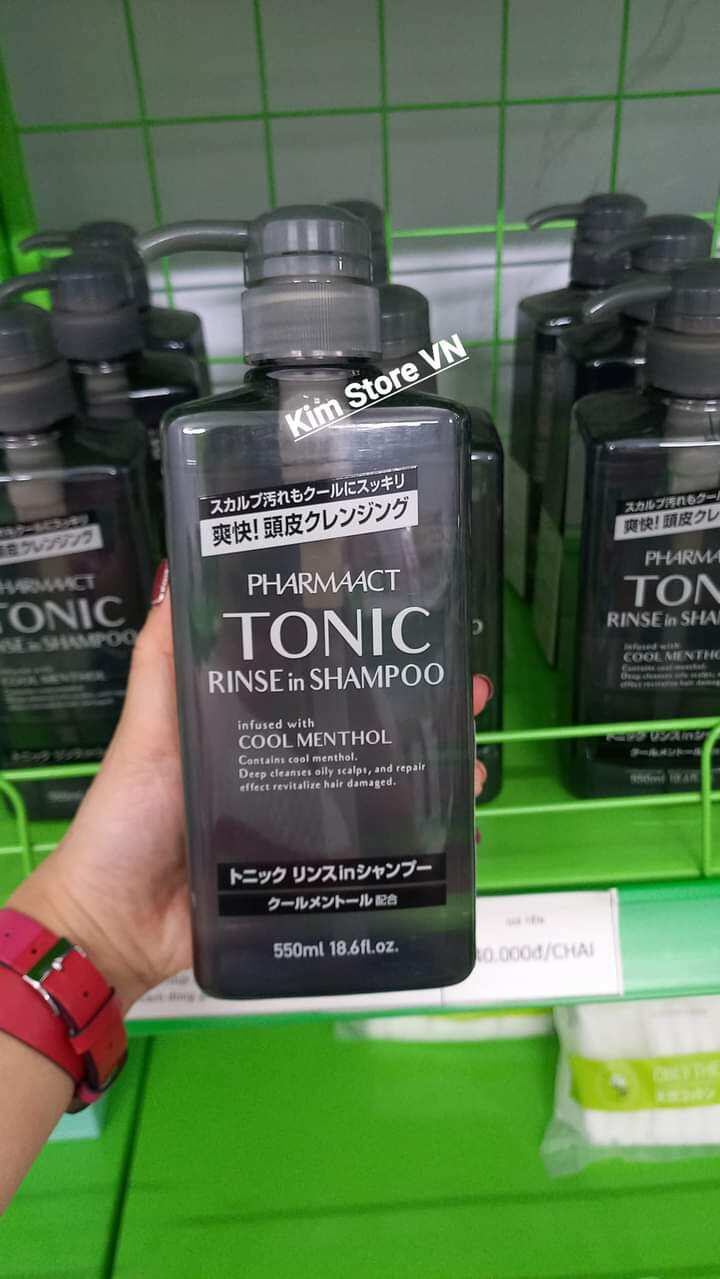 Kim Store VN
スカルプ汚れもクールにスッキリ
爽快!頭皮クレンジング
PHARMAACT
TONIC
RINSE in SHAMPOO
infused with
COOL MENTHOL
Contains cool menthol.
Deep cleanses oily scalps, and repair
effect revitalize hair damaged.
トニック リンスinシャンプー
クールメントール 配合
550ml 18.6fl.oz.
0.000đ/CHAI